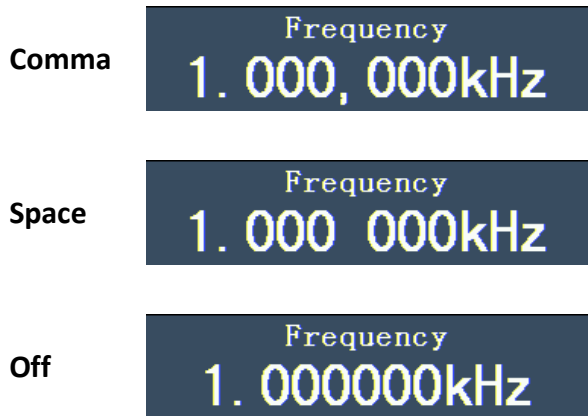 Frequency
Comma 1. 000, 000kHz
Frequency
Space 1. 000 000kHz
Frequency
Off 1. 000000kHz